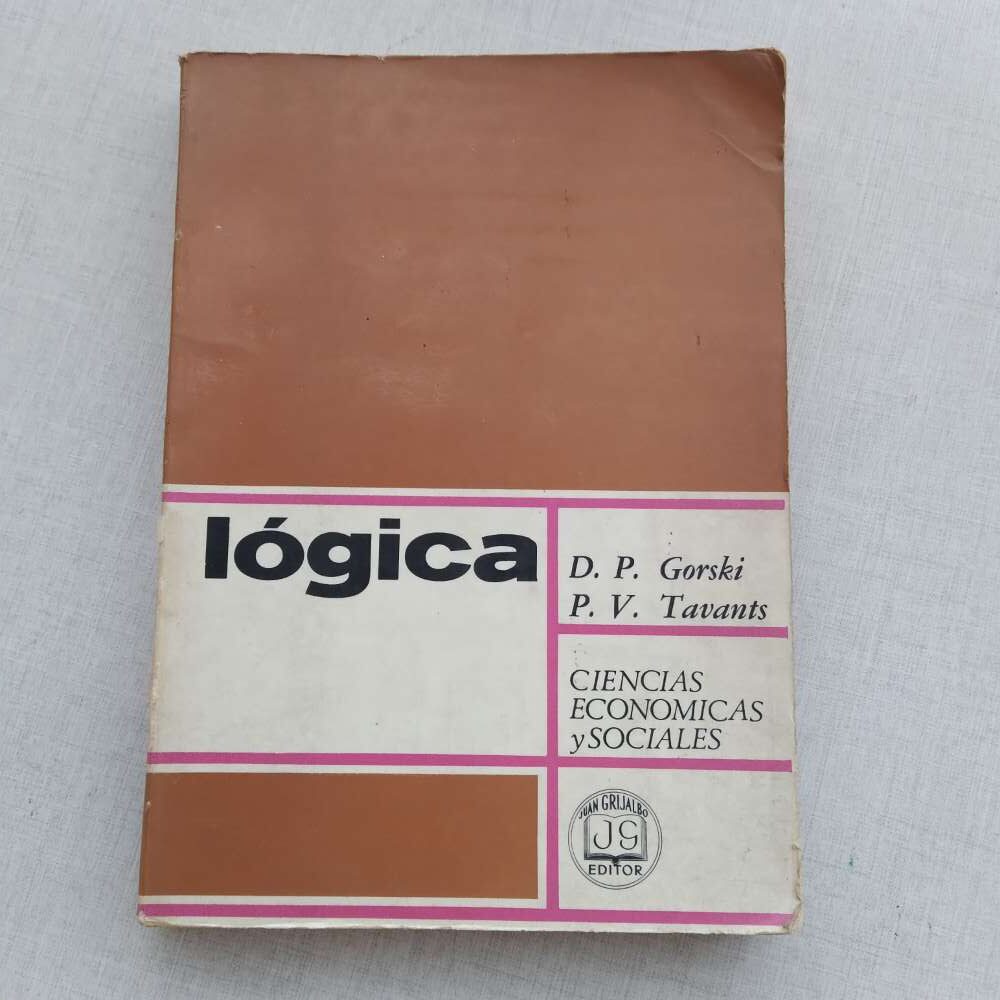 lógica
D. P. Gorski
P. V. Tavants
CIENCIAS
ECONOMICAS
y SOCIALES
JUAN GRIJALBO
JG
EDITOR